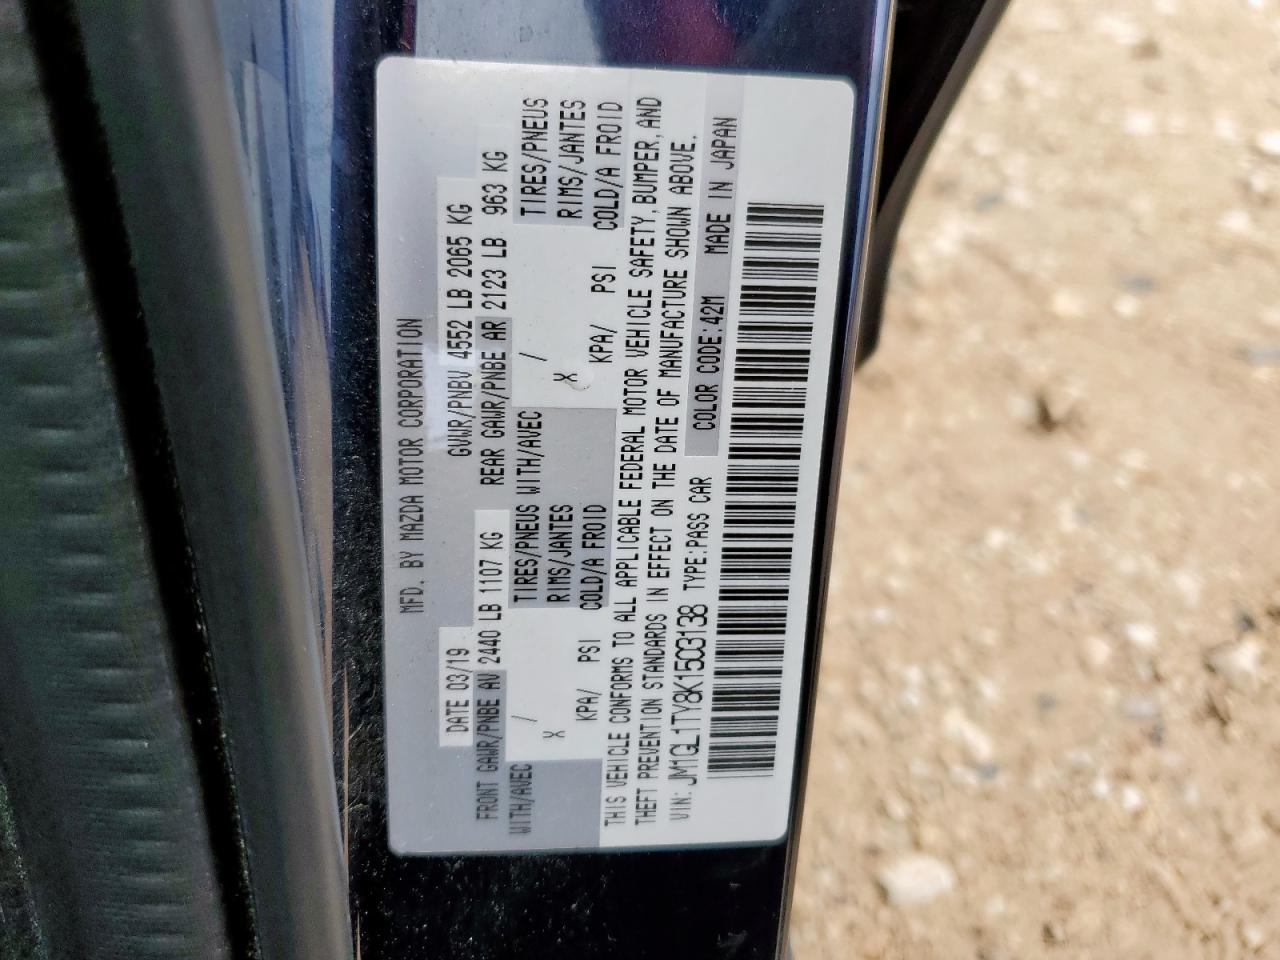 MFD. BY MAZDA MOTOR CORPORATION
DATE 03/19 GVWR/PNBV 4552 LB 2065 KG
FRONT GAWR/PNBE AV 2440 LB 1107 KG REAR GAWR/PNBE AR 2123 LB 963 KG
WITH/AVEC / TIRES/PNEUS WITH/AVEC / TIRES/PNEUS
X RIMS/JANTES X RIMS/JANTES
KPA/ PSI COLD/A FROID KPA/ PSI COLD/A FROID
THIS VEHICLE CONFORMS TO ALL APPLICABLE FEDERAL MOTOR VEHICLE SAFETY, BUMPER, AND
THEFT PREVENTION STANDARDS IN EFFECT ON THE DATE OF MANUFACTURE SHOWN ABOVE.
VIN: JM1GL1TY8K1503138 TYPE:PASS CAR COLOR CODE:42M MADE IN JAPAN